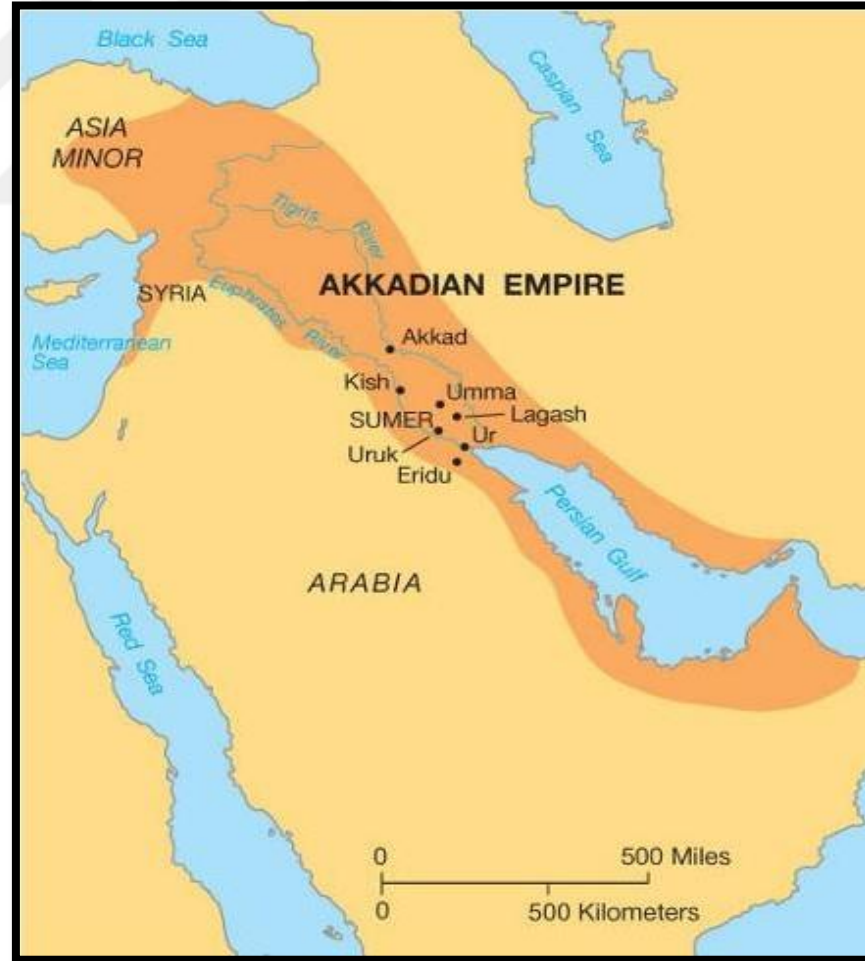 Black Sea
Caspian
Sea
ASIA
MINOR
Tigris
River
AKKADIAN EMPIRE
SYRIA
Euphrates
River
Mediterranean
Sea
Akkad
Kish
Umma
Lagash
SUMER
Ur
Uruk
Eridu
Persian Gulf
ARABIA
Red Sea
0
500 Miles
0
500 Kilometers